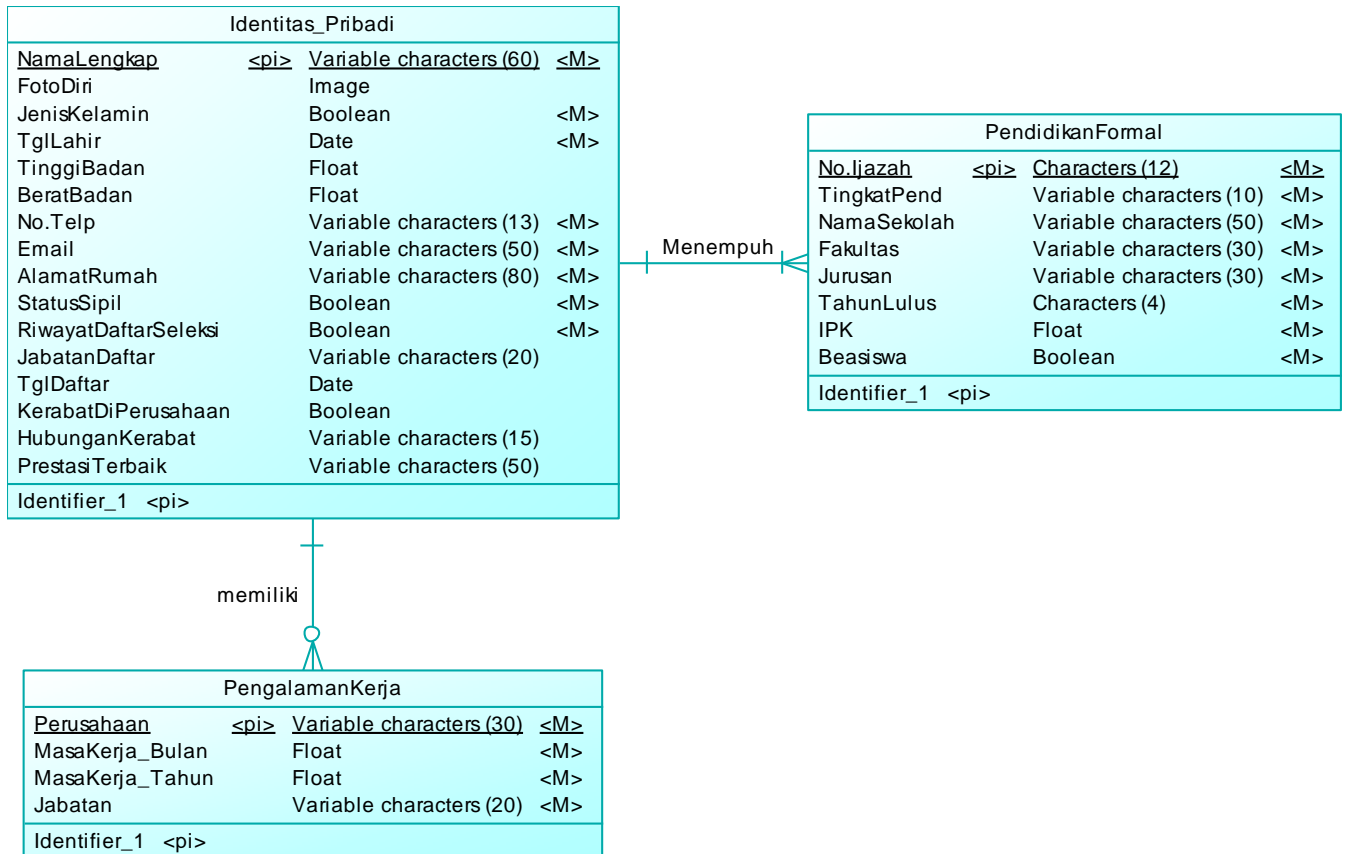 Identitas_Pribadi
NamaLengkap <pi> Variable characters (60) <M>
FotoDiri Image
JenisKelamin Boolean <M>
TglLahir Date <M>
TinggiBadan Float
BeratBadan Float
No.Telp Variable characters (13) <M>
Email Variable characters (50) <M>
AlamatRumah Variable characters (80) <M>
StatusSipil Boolean <M>
RiwayatDaftarSeleksi Boolean <M>
JabatanDaftar Variable characters (20)
TglDaftar Date
KerabatDiPerusahaan Boolean
HubunganKerabat Variable characters (15)
PrestasiTerbaik Variable characters (50)
Identifier_1 <pi>
Menempuh
PendidikanFormal
No.Ijazah <pi> Characters (12) <M>
TingkatPend Variable characters (10) <M>
NamaSekolah Variable characters (50) <M>
Fakultas Variable characters (30) <M>
Jurusan Variable characters (30) <M>
TahunLulus Characters (4) <M>
IPK Float <M>
Beasiswa Boolean <M>
Identifier_1 <pi>
memiliki
PengalamanKerja
Perusahaan <pi> Variable characters (30) <M>
MasaKerja_Bulan Float <M>
MasaKerja_Tahun Float <M>
Jabatan Variable characters (20) <M>
Identifier_1 <pi>